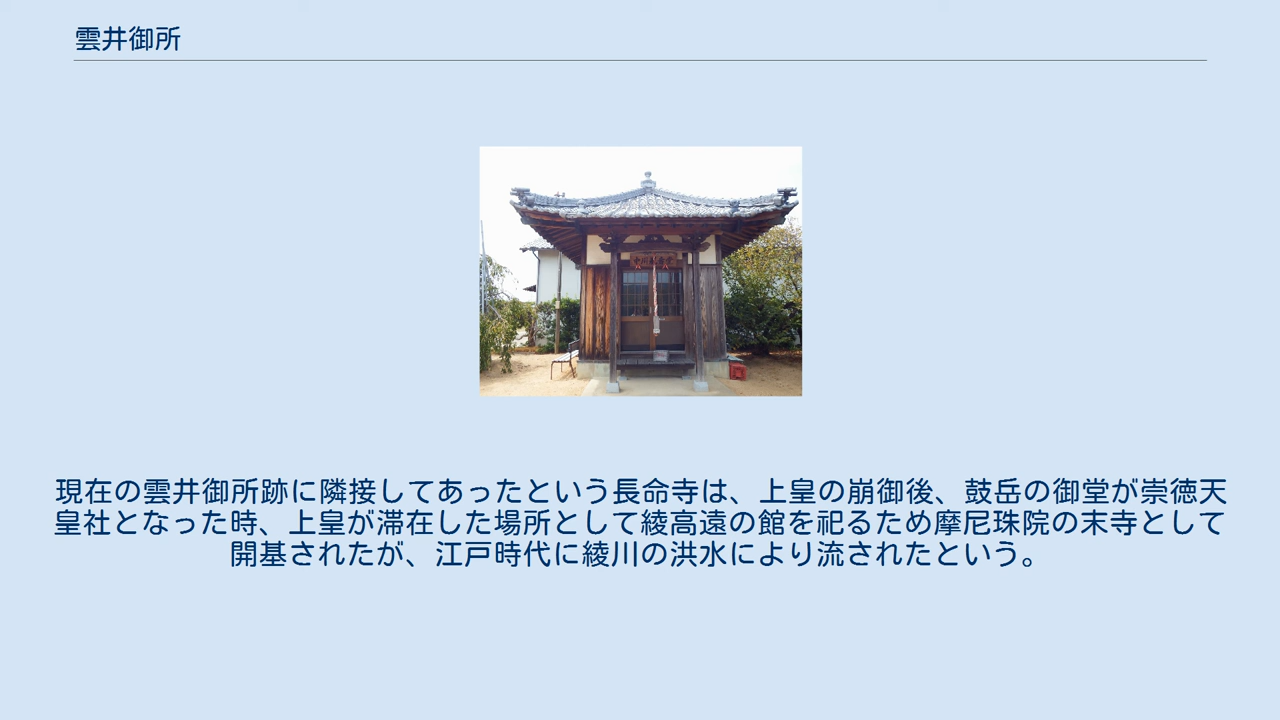 雲井御所
現在の雲井御所跡に隣接してあったという長命寺は、上皇の崩御後、鼓岳の御堂が崇徳天
皇社となった時、上皇が滞在した場所として綾高遠の館を祀るため摩尼珠院の末寺として
開基されたが、江戸時代に綾川の洪水により流されたという。